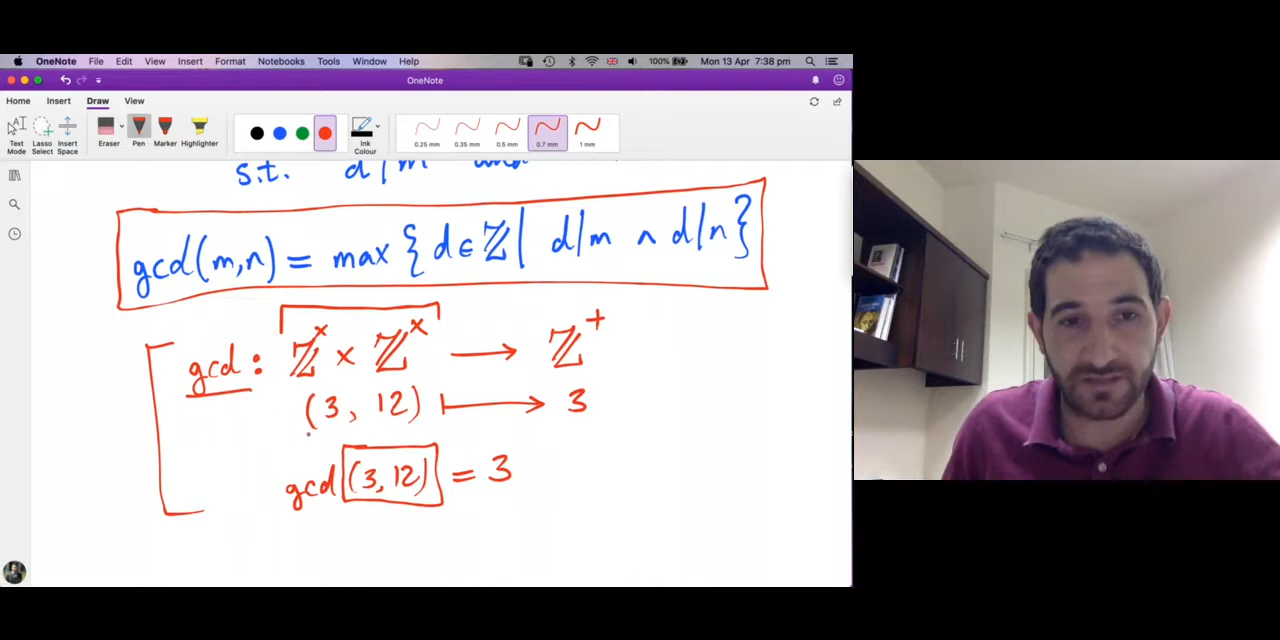 OneNote File Edit View Insert Format Notebooks Tools Window Help 100% Mon 13 Apr 7:38 pm
OneNote
Home Insert Draw View
Text Mode Lasso Select Insert Space Eraser Pen Marker Highlighter Ink Colour 0.25 mm 0.35 mm 0.5 mm 0.7 mm 1 mm
s.t. d|m and
gcd(m,n) = max { d ∈ ℤ | d|m ∧ d|n }
gcd : ℤˣ × ℤˣ ⟶ ℤ⁺
(3, 12) ⟼ 3
gcd (3, 12) = 3